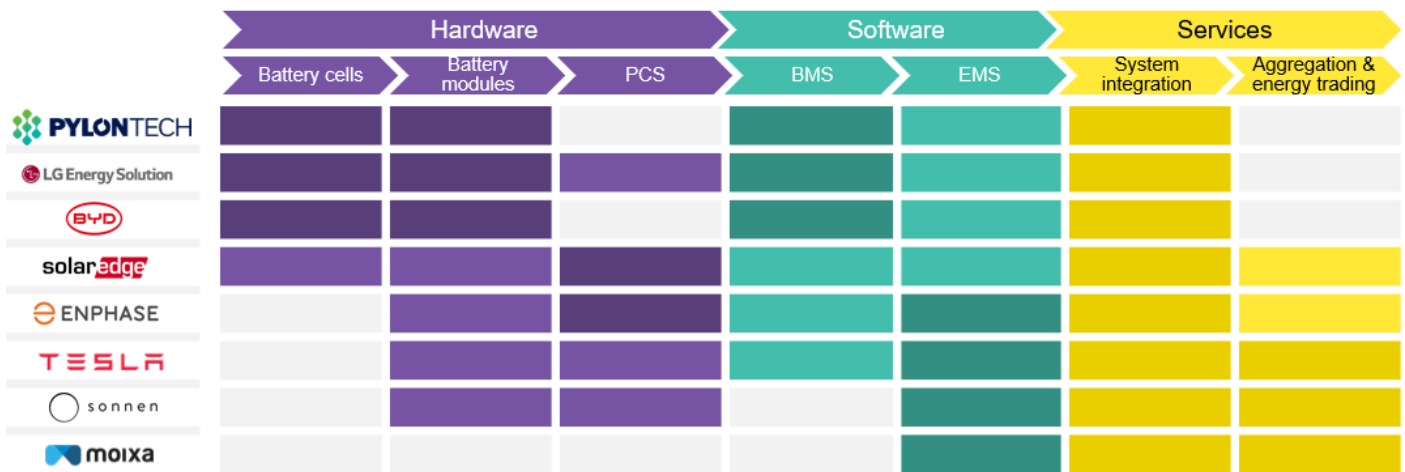 Hardware
Software
Services
Battery cells
Battery
modules
PCS
BMS
EMS
System
integration
Aggregation &
energy trading
PYLONTECH
LG Energy Solution
BYD
solaredge
ENPHASE
TESLA
sonnen
moixa